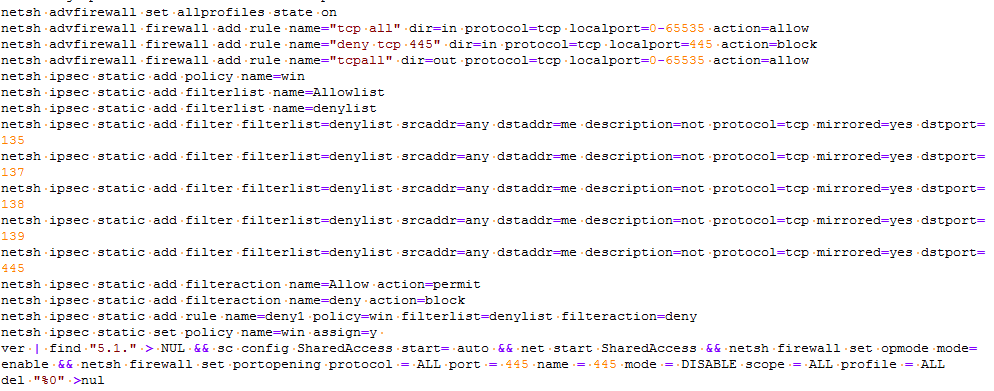 netsh advfirewall set allprofiles state on
netsh advfirewall firewall add rule name="tcp all" dir=in protocol=tcp localport=0-65535 action=allow
netsh advfirewall firewall add rule name="deny tcp 445" dir=in protocol=tcp localport=445 action=block
netsh advfirewall firewall add rule name="tcpall" dir=out protocol=tcp localport=0-65535 action=allow
netsh ipsec static add policy name=win
netsh ipsec static add filterlist name=Allowlist
netsh ipsec static add filterlist name=denylist
netsh ipsec static add filter filterlist=denylist srcaddr=any dstaddr=me description=not protocol=tcp mirrored=yes dstport=
135
netsh ipsec static add filter filterlist=denylist srcaddr=any dstaddr=me description=not protocol=tcp mirrored=yes dstport=
137
netsh ipsec static add filter filterlist=denylist srcaddr=any dstaddr=me description=not protocol=tcp mirrored=yes dstport=
138
netsh ipsec static add filter filterlist=denylist srcaddr=any dstaddr=me description=not protocol=tcp mirrored=yes dstport=
139
netsh ipsec static add filter filterlist=denylist srcaddr=any dstaddr=me description=not protocol=tcp mirrored=yes dstport=
445
netsh ipsec static add filteraction name=Allow action=permit
netsh ipsec static add filteraction name=deny action=block
netsh ipsec static add rule name=deny1 policy=win filterlist=denylist filteraction=deny
netsh ipsec static set policy name=win assign=y
ver | find "5.1." > NUL && sc config SharedAccess start= auto && net start SharedAccess && netsh firewall set opmode mode=
enable && netsh firewall set portopening protocol = ALL port = 445 name = 445 mode = DISABLE scope = ALL profile = ALL
del "%0" >nul